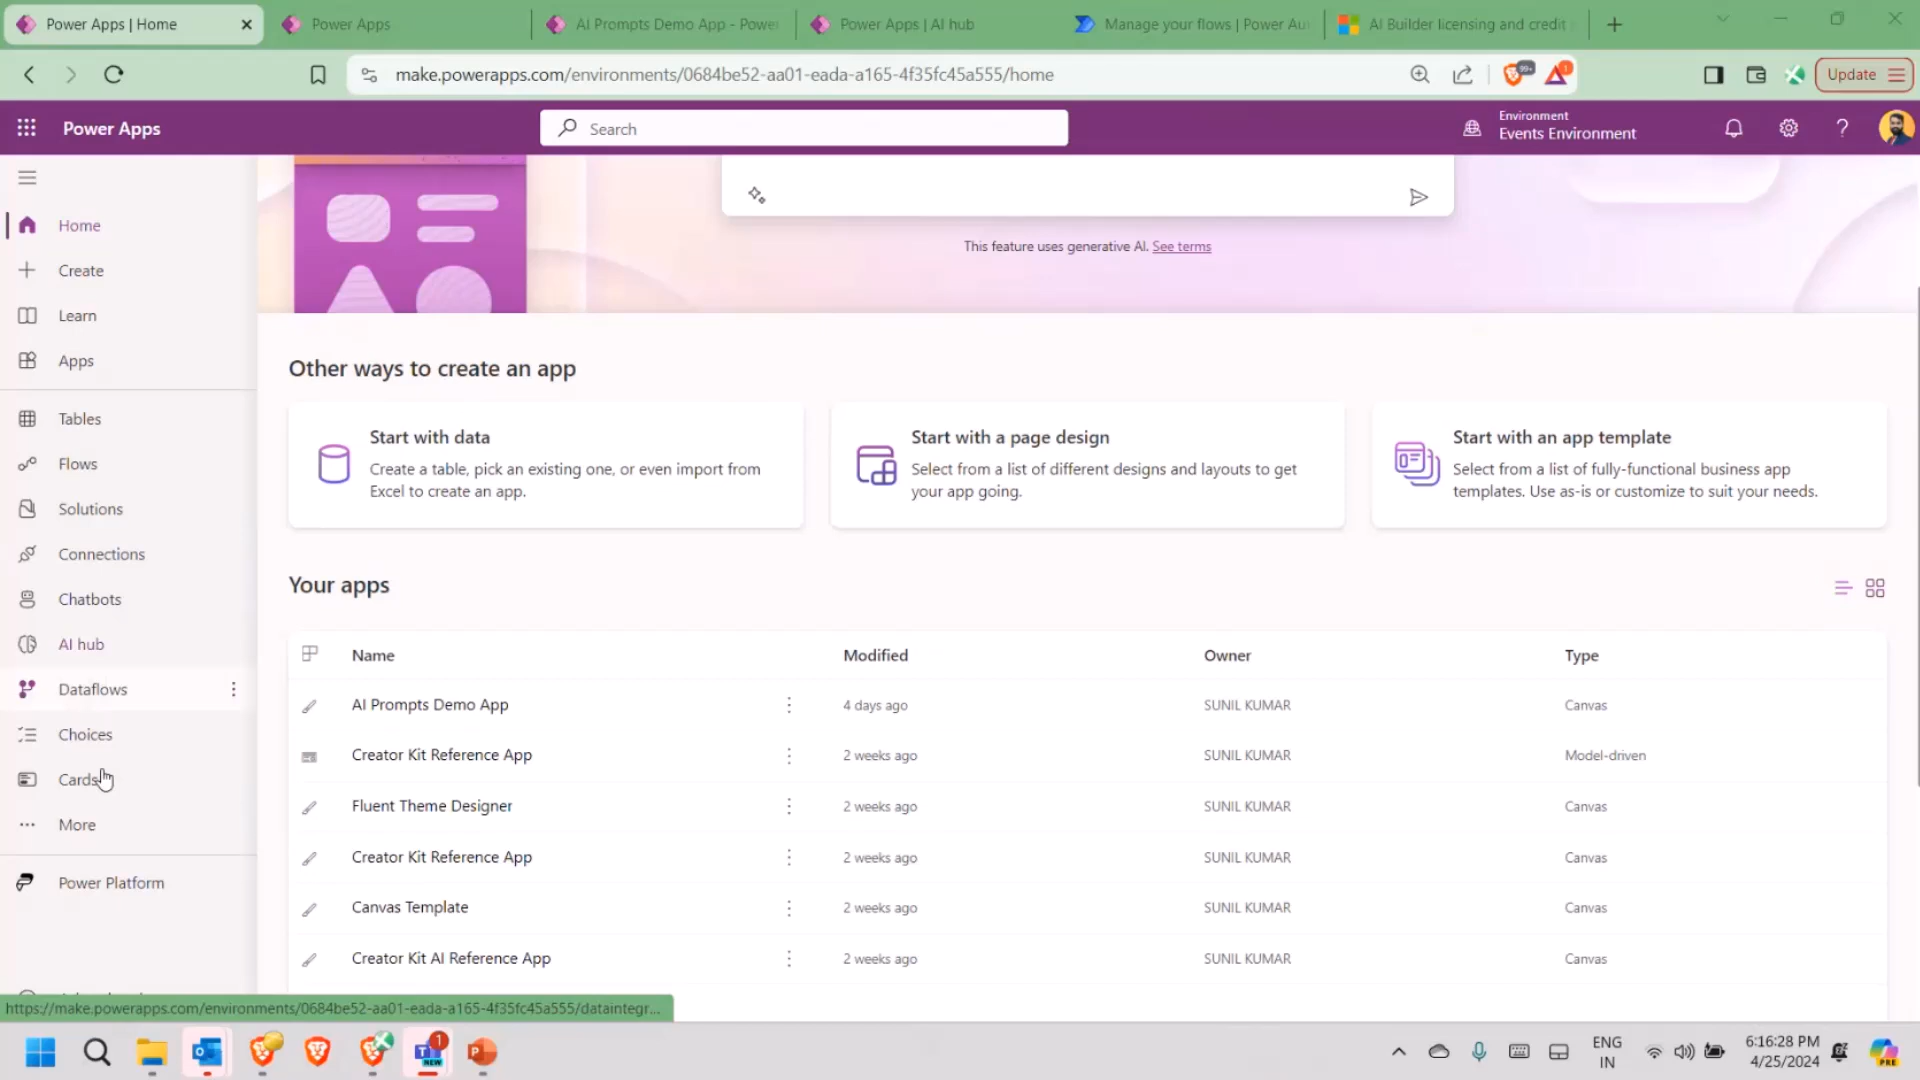 Power Apps | Home
Power Apps
AI Prompts Demo App - Power
Power Apps | AI hub
Manage your flows | Power Au
AI Builder licensing and credit
make.powerapps.com/environments/0684be52-aa01-eada-a165-4f35fc45a555/home
99+
1
Update
Power Apps
Search
Environment
Events Environment
This feature uses generative AI. See terms
Home
Create
Learn
Apps
Tables
Flows
Solutions
Connections
Chatbots
AI hub
Dataflows
Choices
Cards
More
Power Platform
Other ways to create an app
Start with data
Create a table, pick an existing one, or even import from
Excel to create an app.
Start with a page design
Select from a list of different designs and layouts to get
your app going.
Start with an app template
Select from a list of fully-functional business app
templates. Use as-is or customize to suit your needs.
Your apps
Name Modified Owner Type
AI Prompts Demo App 4 days ago SUNIL KUMAR Canvas
Creator Kit Reference App 2 weeks ago SUNIL KUMAR Model-driven
Fluent Theme Designer 2 weeks ago SUNIL KUMAR Canvas
Creator Kit Reference App 2 weeks ago SUNIL KUMAR Canvas
Canvas Template 2 weeks ago SUNIL KUMAR Canvas
Creator Kit AI Reference App 2 weeks ago SUNIL KUMAR Canvas
https://make.powerapps.com/environments/0684be52-aa01-eada-a165-4f35fc45a555/dataintegr...
1
NEW
ENG
IN
6:16:28 PM
4/25/2024
PRE